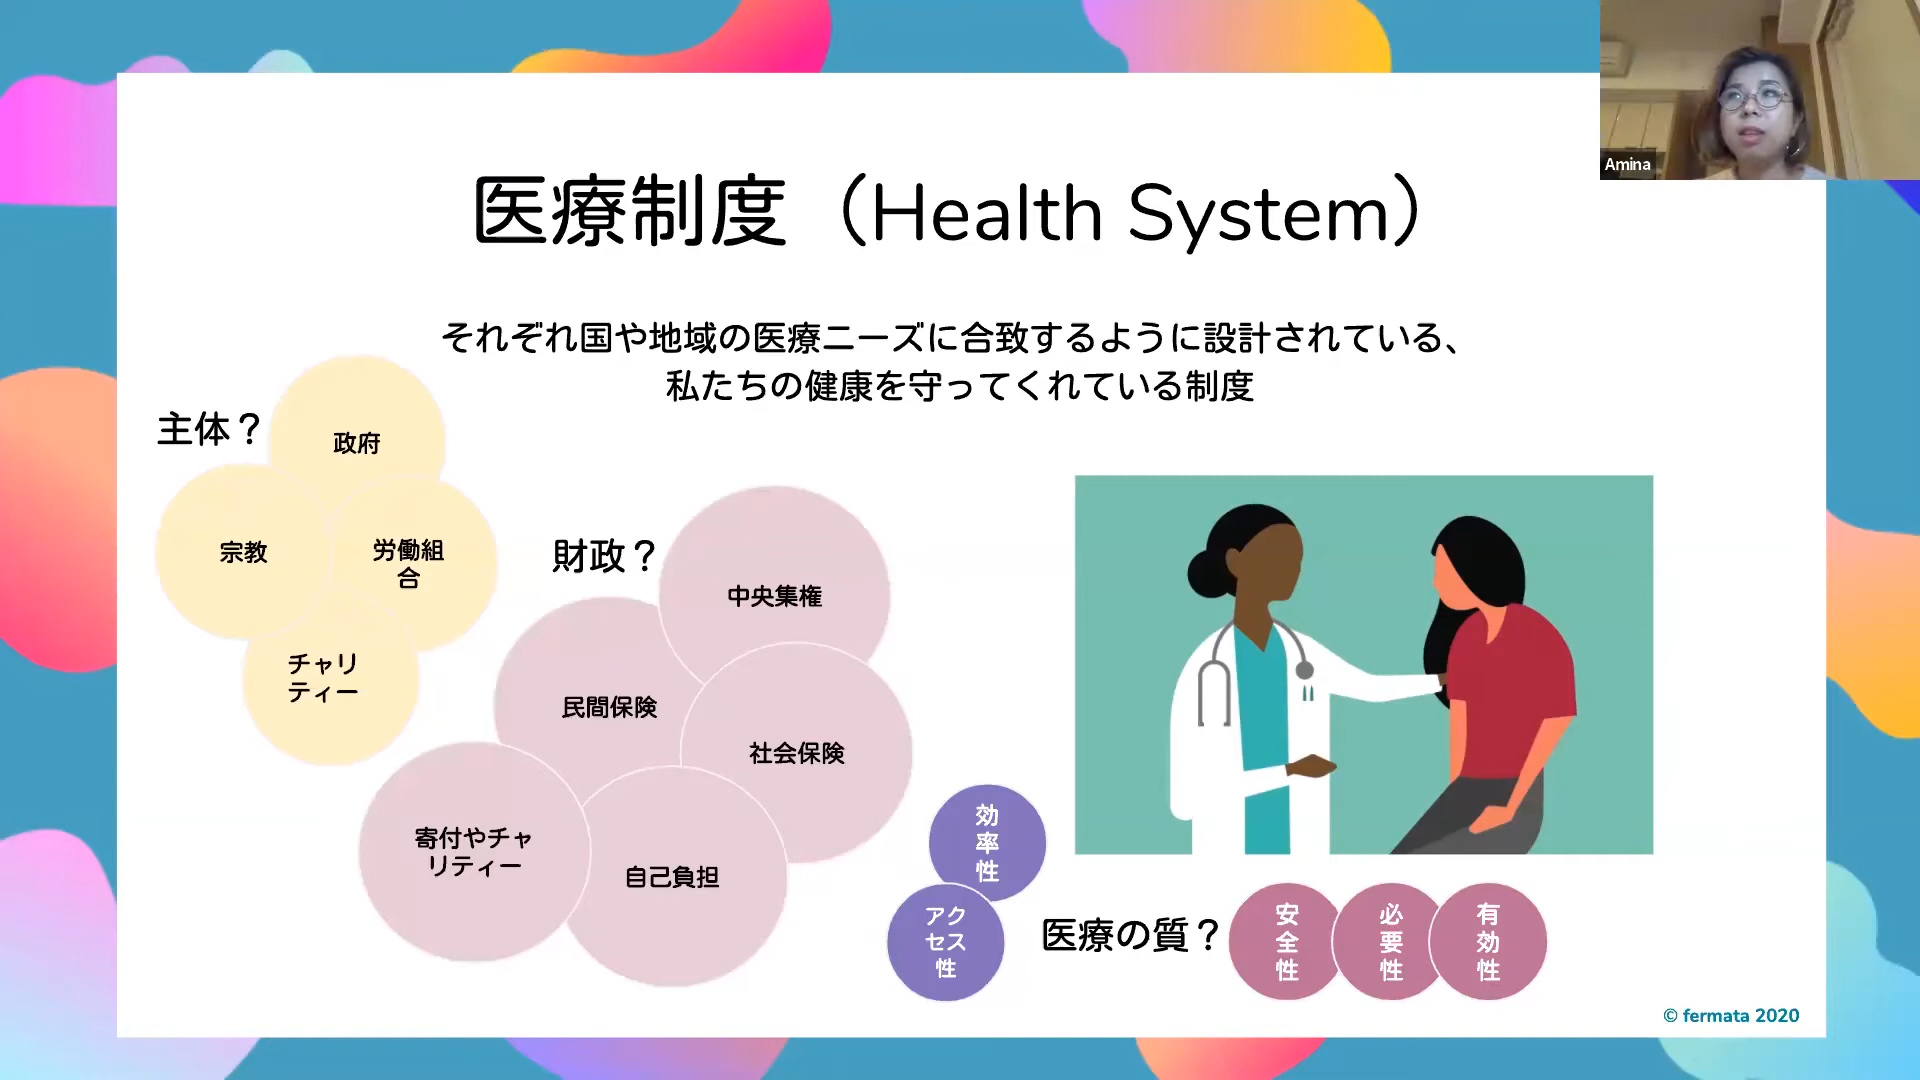 Amina
医療制度（Health System）
それぞれ国や地域の医療ニーズに合致するように設計されている、
私たちの健康を守ってくれている制度
主体？
政府
宗教
労働組
合
チャリ
ティー
財政？
中央集権
民間保険
社会保険
寄付やチャ
リティー
自己負担
効
率
性
アク
セス
性
医療の質？
安
全
性
必
要
性
有
効
性
© fermata 2020